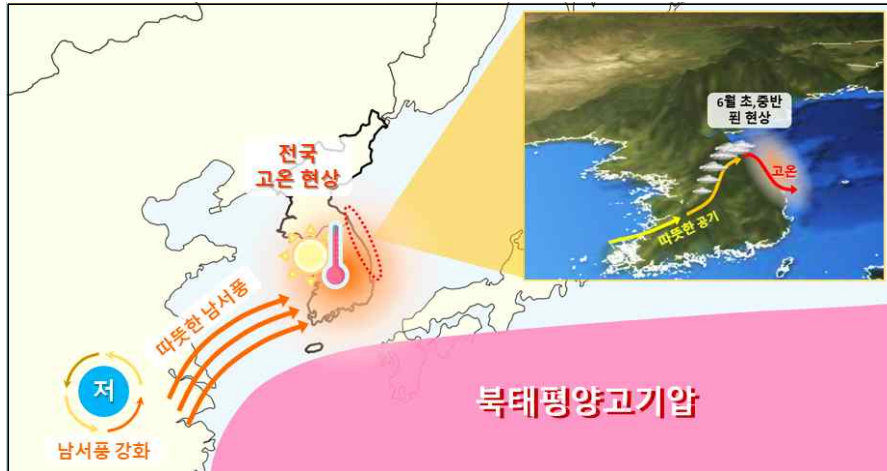 6월 초,중반
푄 현상
고온
따뜻한 공기
전국
고온 현상
따뜻한 남서풍
저
남서풍 강화
북태평양고기압